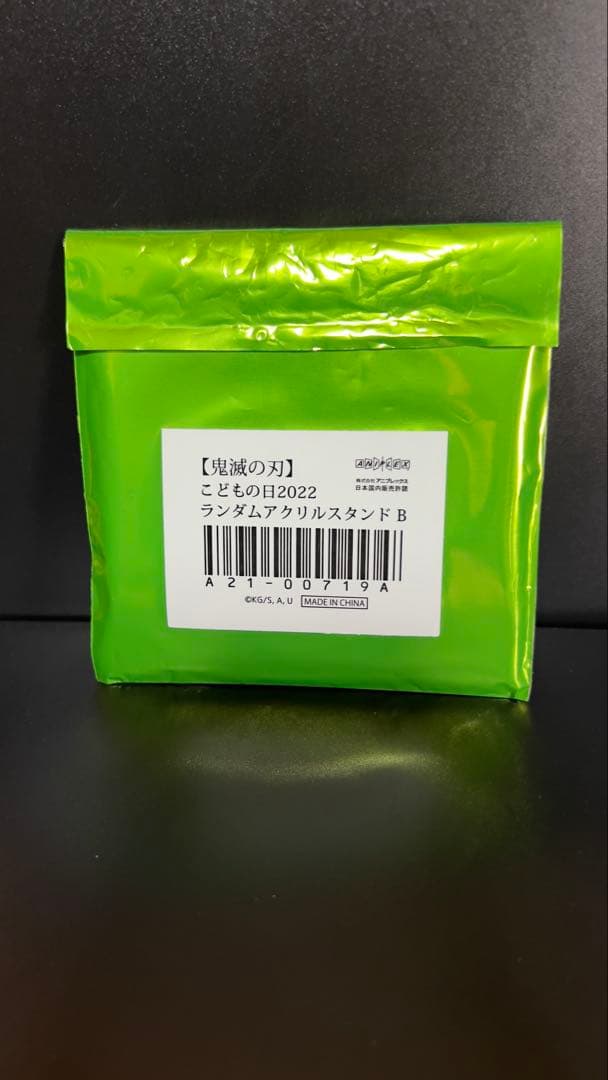 【鬼滅の刃】
こどもの日2022
ランダムアクリルスタンド B
ANIPLEX
株式会社 アニプレックス
日本国内販売許諾
A21-00719A
©KG/S, A, U MADE IN CHINA